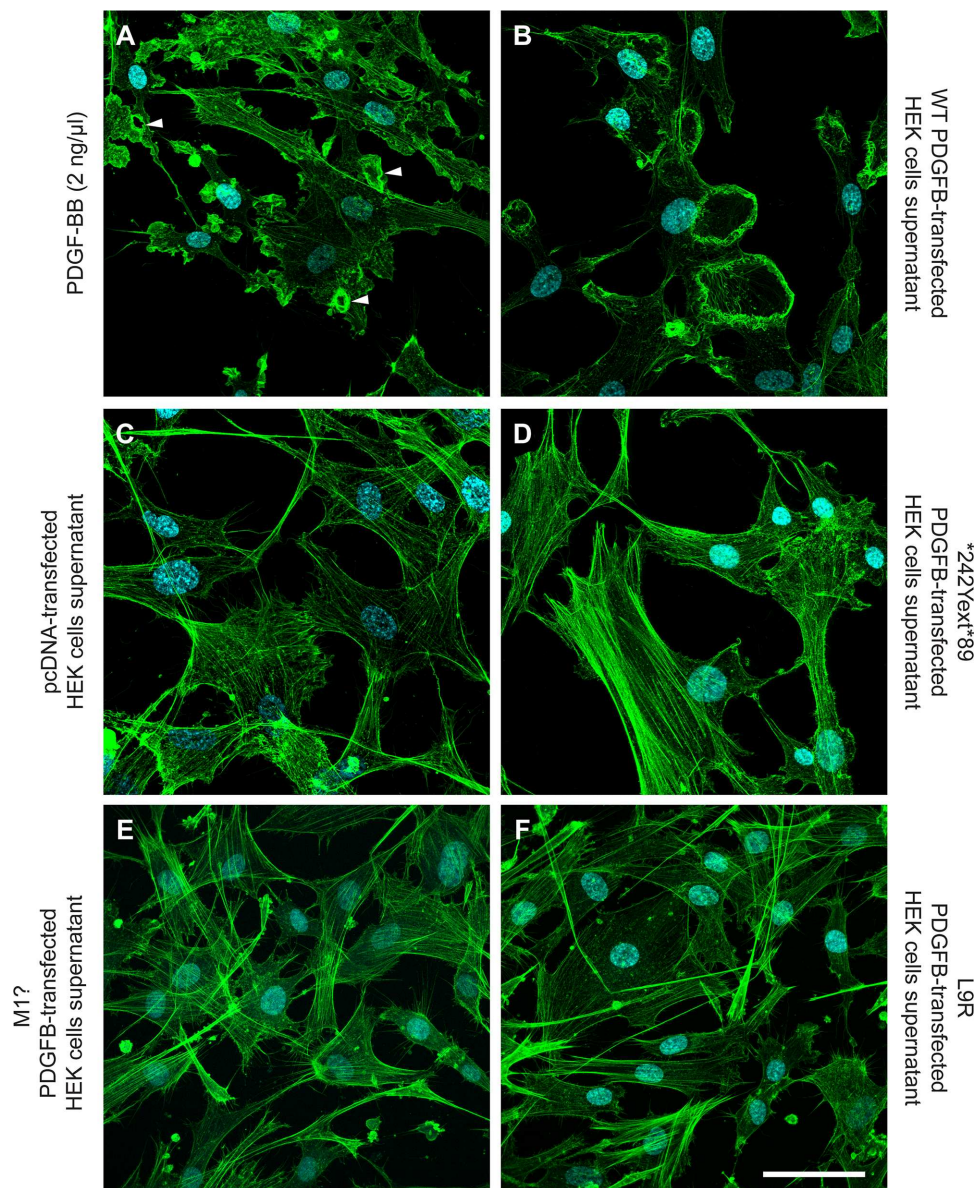 A
PDGF-BB (2 ng/µl)
B
WT PDGFB-transfected
HEK cells supernatant
C
pcDNA-transfected
HEK cells supernatant
D
*242Yext*89
PDGFB-transfected
HEK cells supernatant
E
M1?
PDGFB-transfected
HEK cells supernatant
F
L9R
PDGFB-transfected
HEK cells supernatant